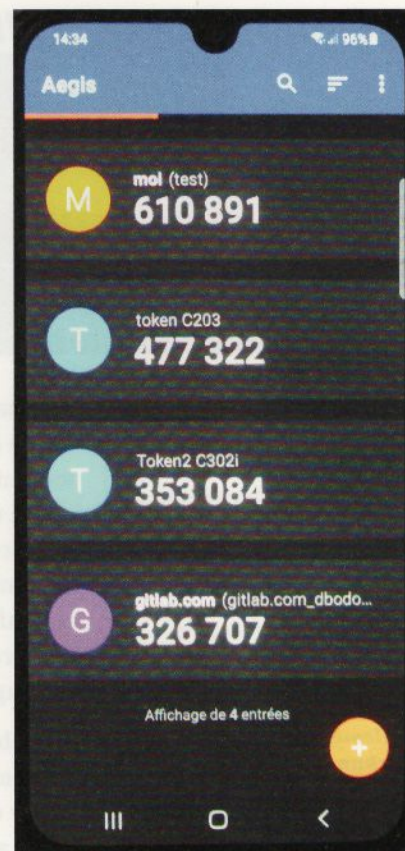 14:34 96%
Aegis
M
moi (test)
610 891
T
token C203
477 322
T
Token2 C302i
353 084
G
gitlab.com (gitlab.com_dbodo...
326 707
Affichage de 4 entrées
+